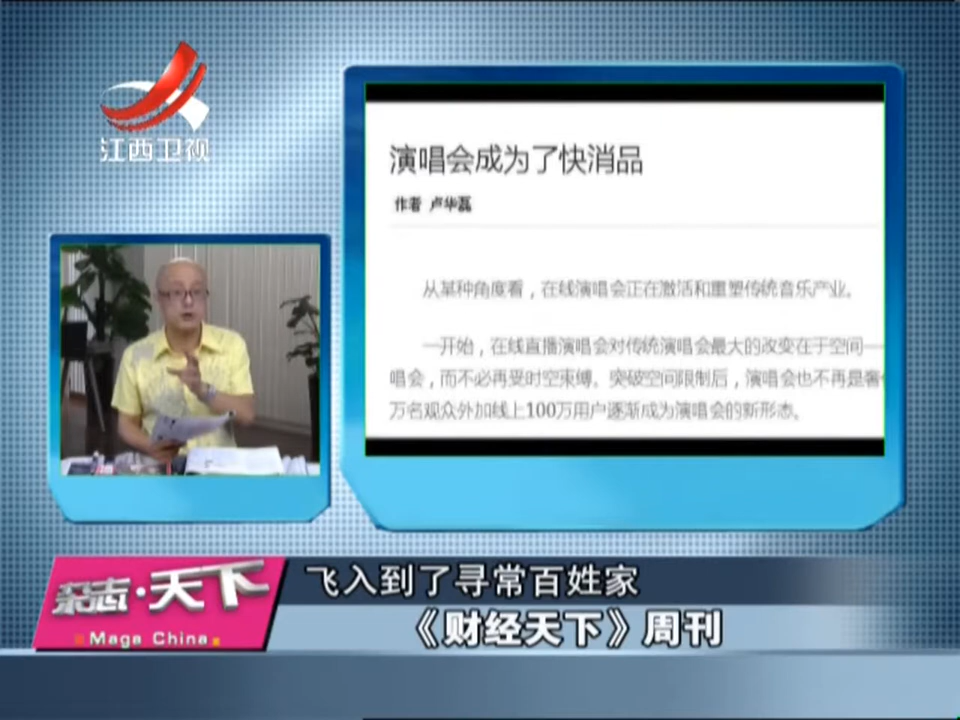 江西卫视
演唱会成为了快消品
作者 卢华磊
从某种角度看，在线演唱会正在激活和重塑传统音乐产业。
一开始，在线直播演唱会对传统演唱会最大的改变在于空间一
唱会，而不必再受时空束缚。突破空间限制后，演唱会也不再是奢
万名观众外加线上100万用户逐渐成为演唱会的新形态。
杂志·天下
Maga China
飞入到了寻常百姓家
《财经天下》周刊